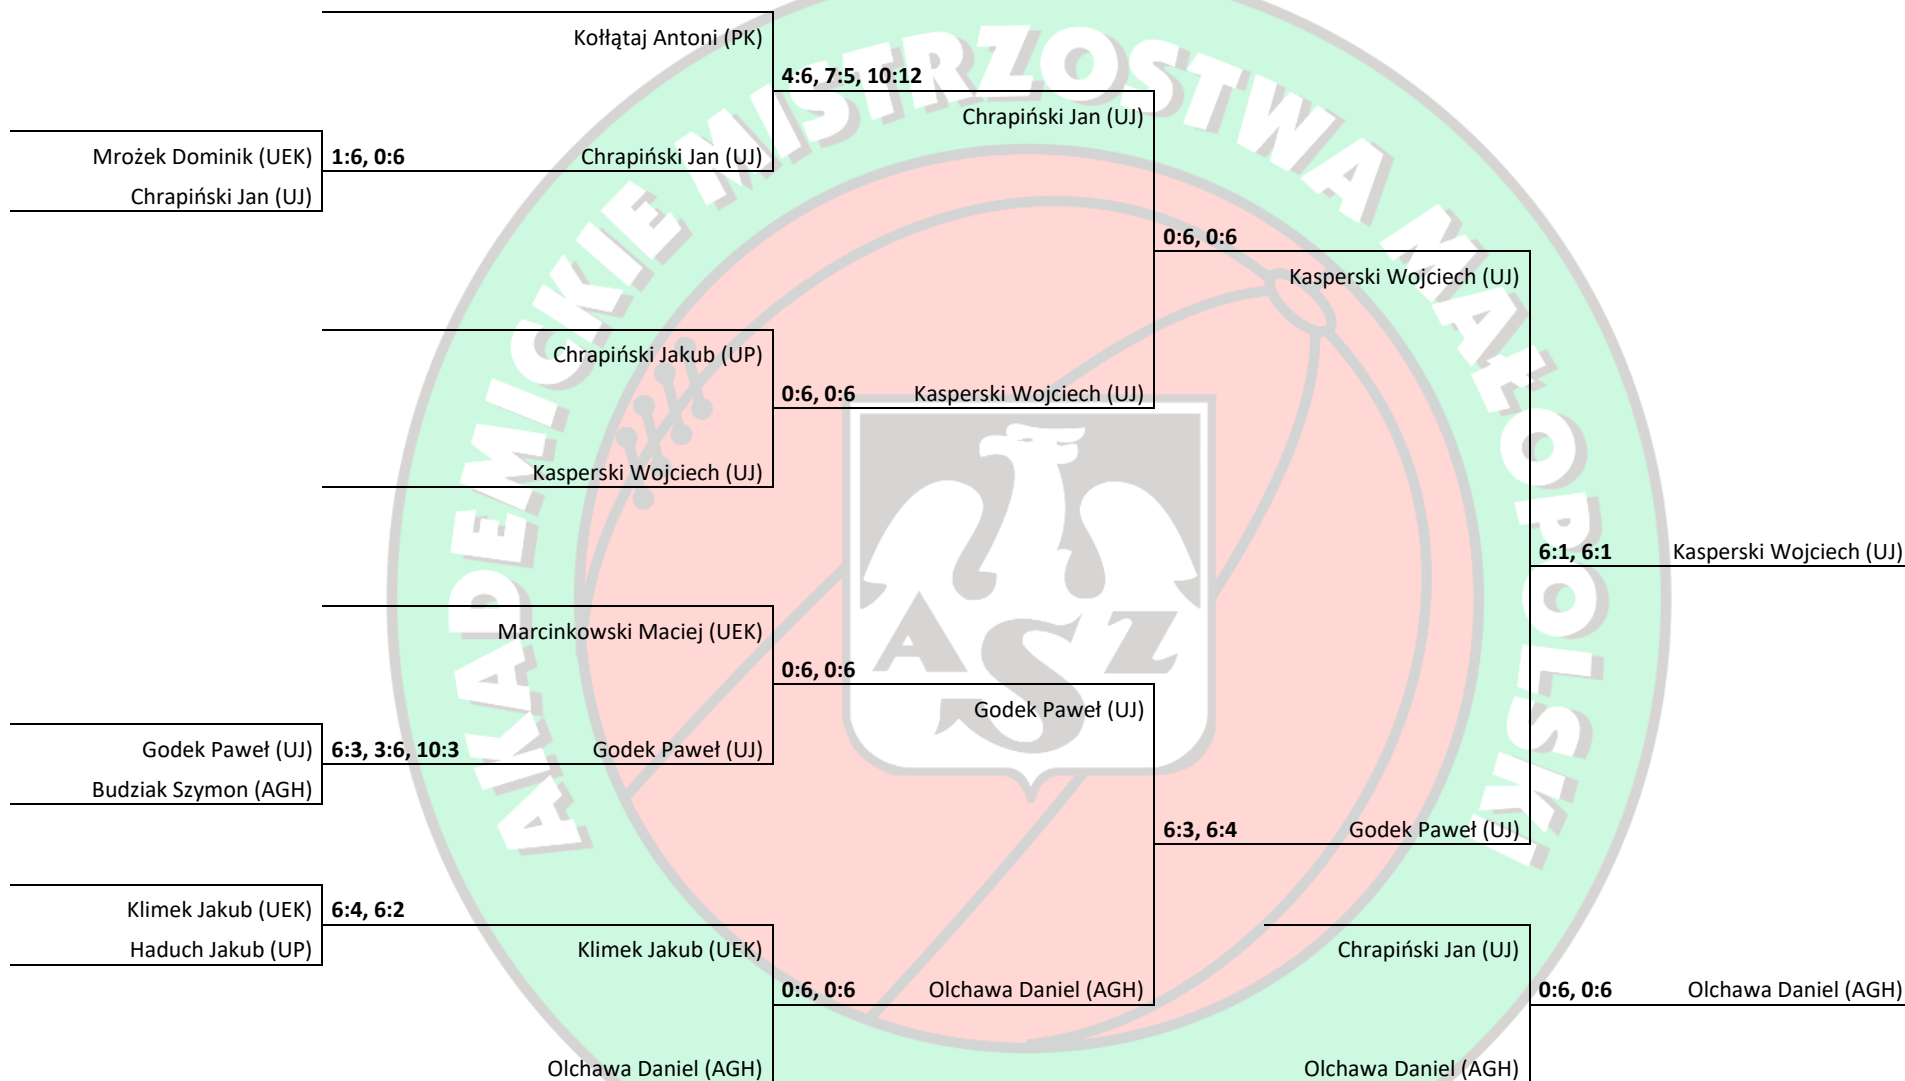 AKADEMICKIE MISTRZOSTWA MAŁOPOLSKI
AZS
Kołłątaj Antoni (PK)
4:6, 7:5, 10:12
Chrapiński Jan (UJ)
Mrożek Dominik (UEK) 1:6, 0:6 Chrapiński Jan (UJ)
Chrapiński Jan (UJ)
0:6, 0:6
Kasperski Wojciech (UJ)
Chrapiński Jakub (UP)
0:6, 0:6 Kasperski Wojciech (UJ)
Kasperski Wojciech (UJ)
6:1, 6:1 Kasperski Wojciech (UJ)
Marcinkowski Maciej (UEK)
0:6, 0:6
Godek Paweł (UJ)
Godek Paweł (UJ) 6:3, 3:6, 10:3 Godek Paweł (UJ)
Budziak Szymon (AGH)
6:3, 6:4 Godek Paweł (UJ)
Klimek Jakub (UEK) 6:4, 6:2
Haduch Jakub (UP) Klimek Jakub (UEK) Chrapiński Jan (UJ)
0:6, 0:6 Olchawa Daniel (AGH) 0:6, 0:6 Olchawa Daniel (AGH)
Olchawa Daniel (AGH) Olchawa Daniel (AGH)